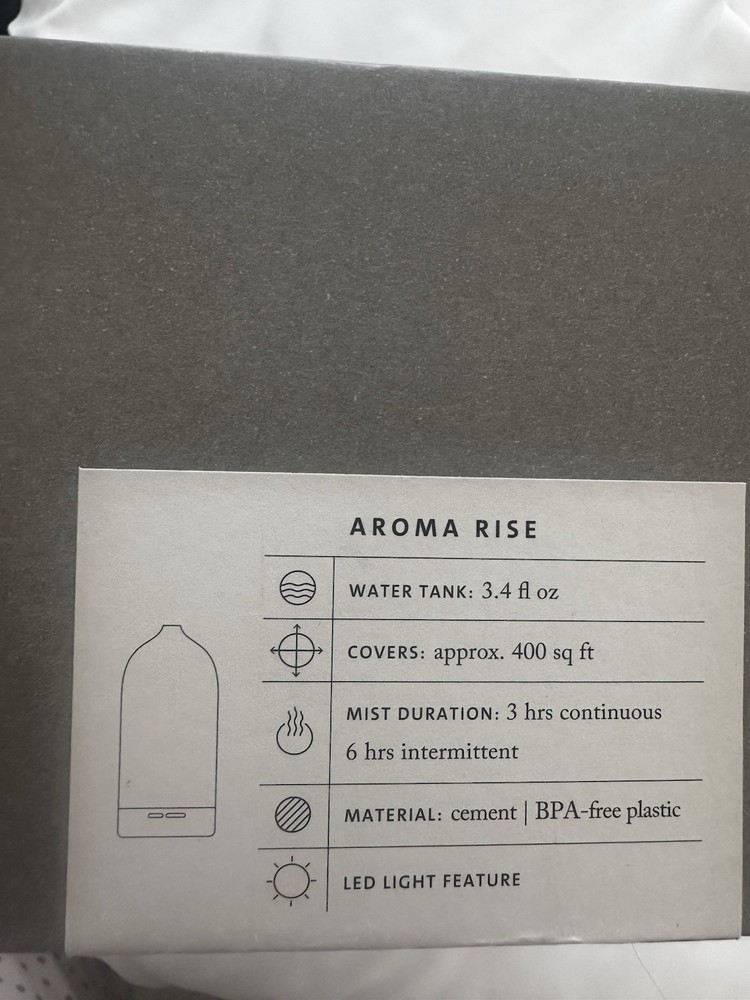 AROMA RISE
WATER TANK: 3.4 fl oz
COVERS: approx. 400 sq ft
MIST DURATION: 3 hrs continuous
6 hrs intermittent
MATERIAL: cement | BPA-free plastic
LED LIGHT FEATURE